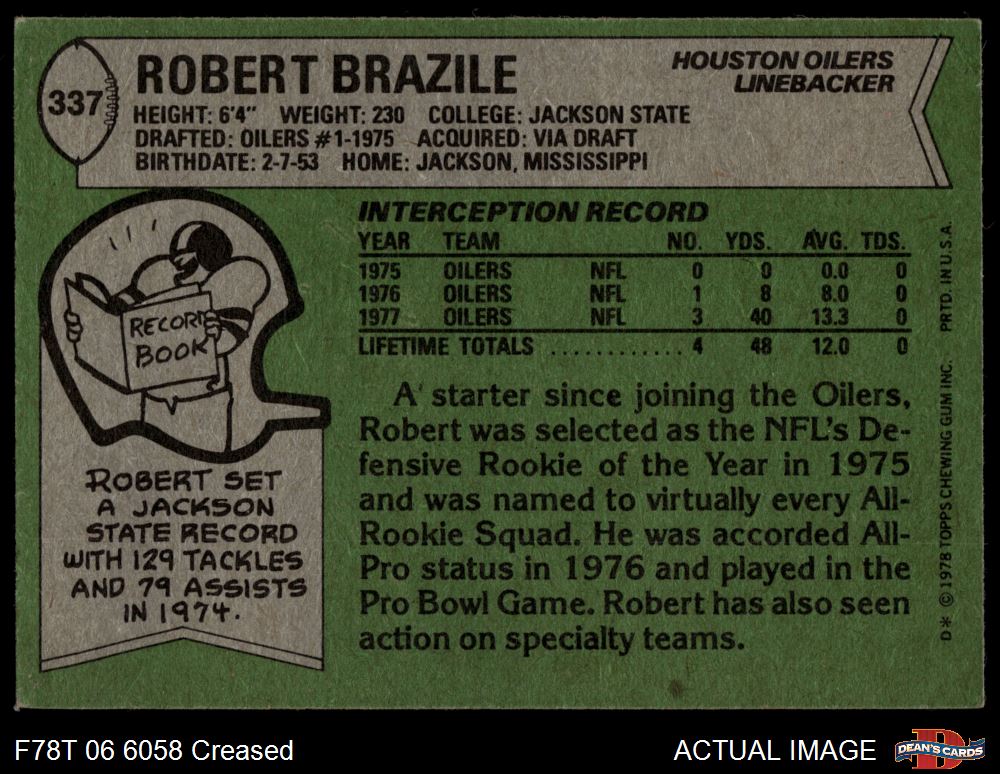 337
ROBERT BRAZILE
HOUSTON OILERS
LINEBACKER
HEIGHT: 6'4" WEIGHT: 230 COLLEGE: JACKSON STATE
DRAFTED: OILERS #1-1975 ACQUIRED: VIA DRAFT
BIRTHDATE: 2-7-53 HOME: JACKSON, MISSISSIPPI
RECORD
BOOK
ROBERT SET
A JACKSON
STATE RECORD
WITH 129 TACKLES
AND 79 ASSISTS
IN 1974.
INTERCEPTION RECORD
YEAR TEAM NO. YDS. AVG. TDS.
1975 OILERS NFL 0 0 0.0 0
1976 OILERS NFL 1 8 8.0 0
1977 OILERS NFL 3 40 13.3 0
LIFETIME TOTALS ............ 4 48 12.0 0
A starter since joining the Oilers,
Robert was selected as the NFL's De-
fensive Rookie of the Year in 1975
and was named to virtually every All-
Rookie Squad. He was accorded All-
Pro status in 1976 and played in the
Pro Bowl Game. Robert has also seen
action on specialty teams.
D* © 1978 TOPPS CHEWING GUM INC. PRTD. IN U.S.A.
F78T 06 6058 Creased
ACTUAL IMAGE
D
DEAN'S CARDS